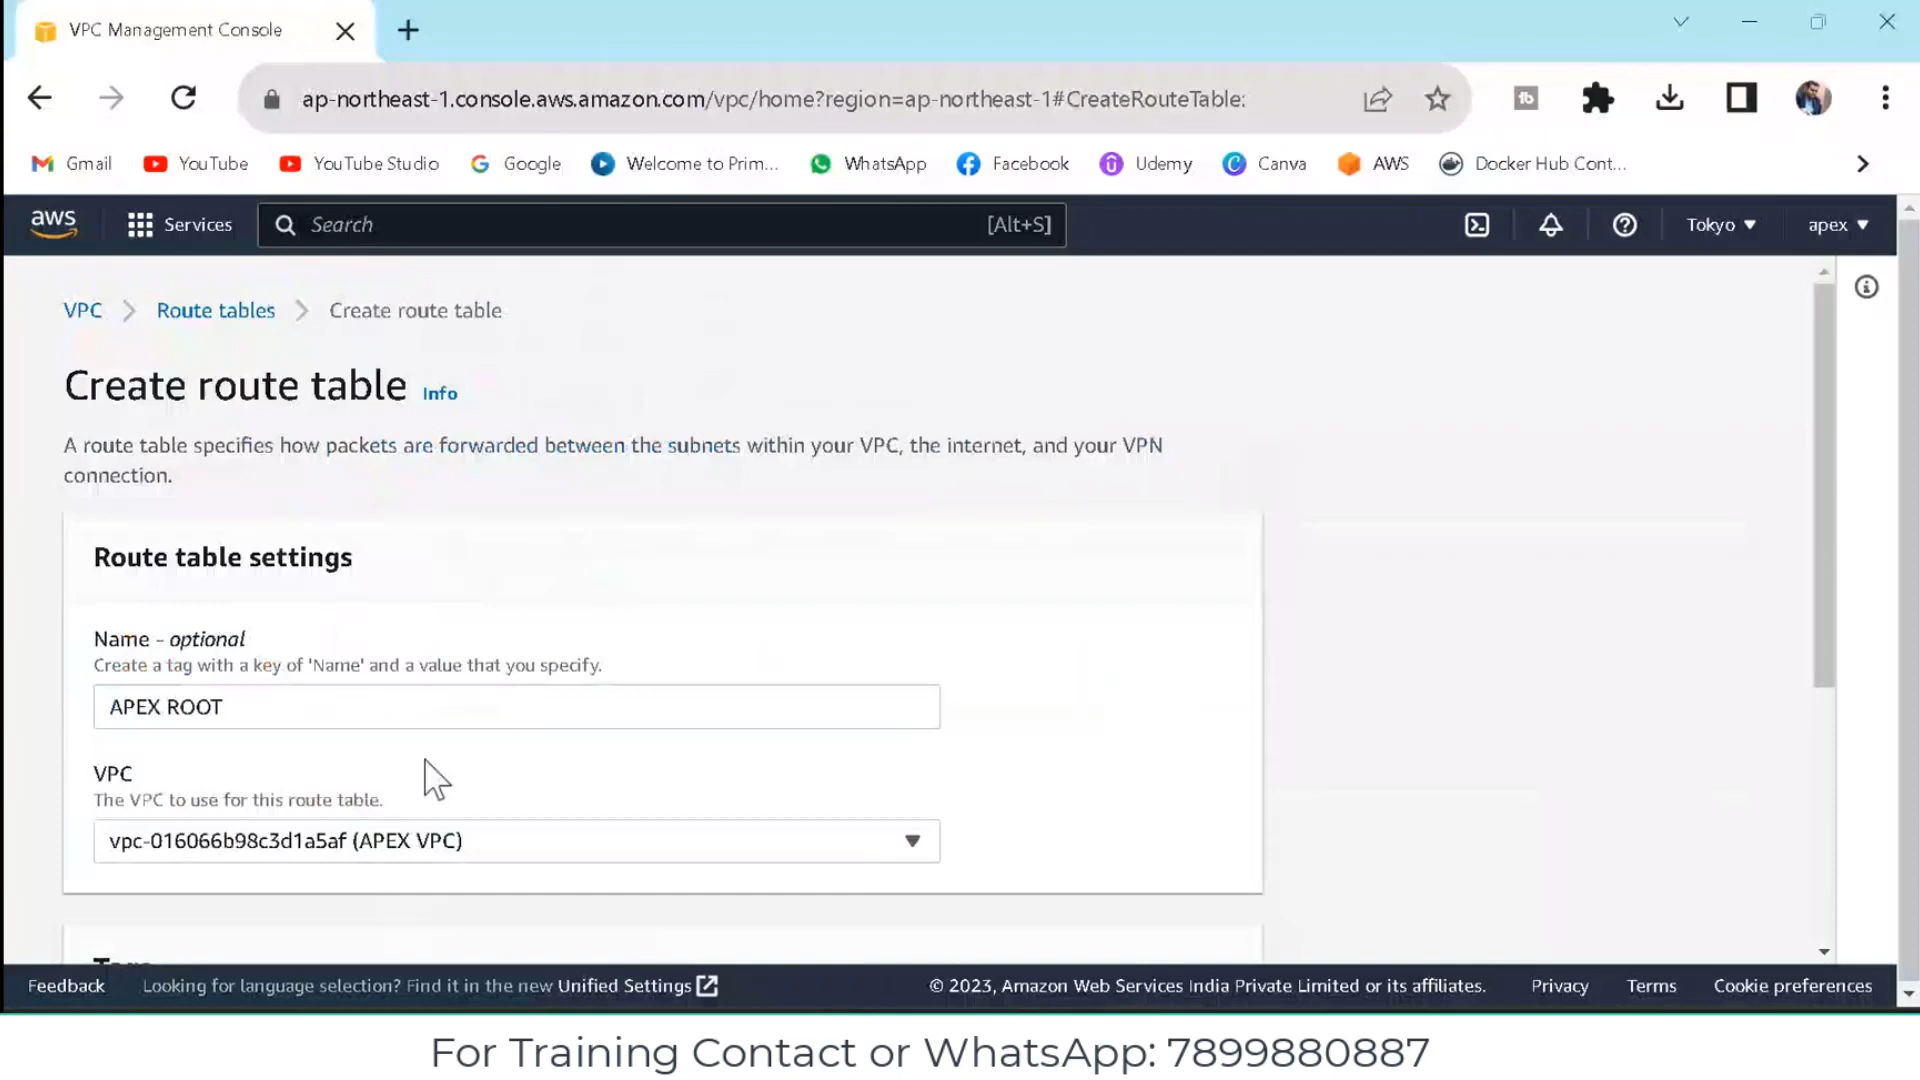 VPC Management Console
ap-northeast-1.console.aws.amazon.com/vpc/home?region=ap-northeast-1#CreateRouteTable:
Gmail YouTube YouTube Studio Google Welcome to Prim... WhatsApp Facebook Udemy Canva AWS Docker Hub Cont...
aws Services Search [Alt+S] Tokyo apex
VPC Route tables Create route table
Create route table Info
A route table specifies how packets are forwarded between the subnets within your VPC, the internet, and your VPN
connection.
Route table settings
Name - optional
Create a tag with a key of 'Name' and a value that you specify.
APEX ROOT
VPC
The VPC to use for this route table.
vpc-016066b98c3d1a5af (APEX VPC)
Feedback Looking for language selection? Find it in the new Unified Settings © 2023, Amazon Web Services India Private Limited or its affiliates. Privacy Terms Cookie preferences
For Training Contact or WhatsApp: 7899880887